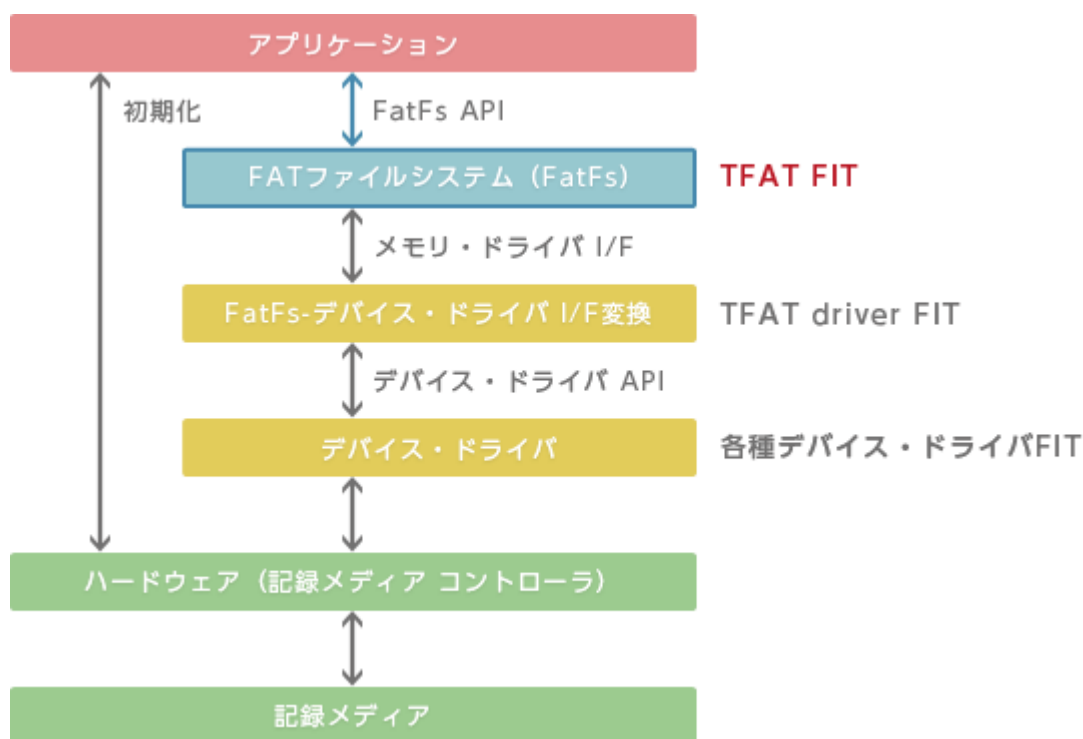 アプリケーション
初期化
FatFs API
FATファイルシステム（FatFs）
TFAT FIT
メモリ・ドライバ I/F
FatFs-デバイス・ドライバ I/F変換
TFAT driver FIT
デバイス・ドライバ API
デバイス・ドライバ
各種デバイス・ドライバFIT
ハードウェア（記録メディア コントローラ）
記録メディア